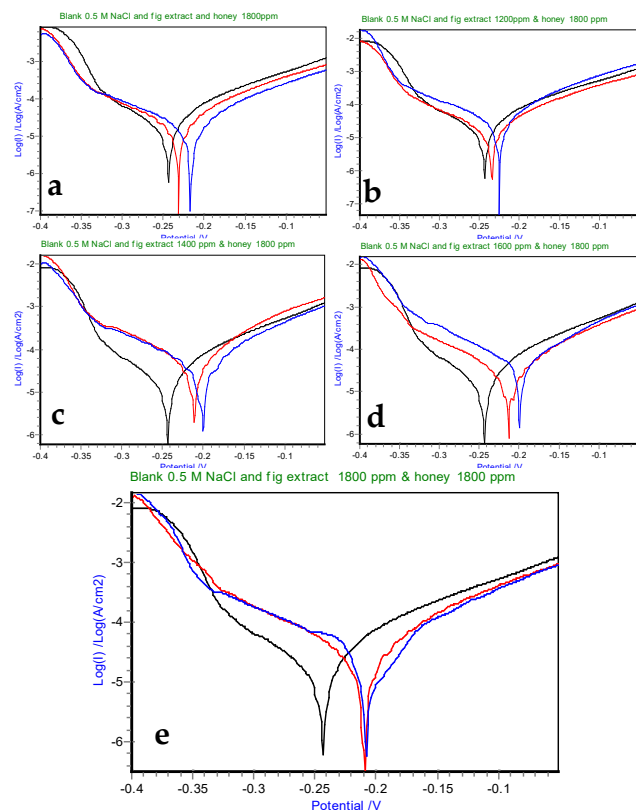 Blank 0.5 M NaCl and fig extract and honey 1800ppm
Log(I) /Log(A/cm2)
-3
-4
-5
-6
-7
-0.4 -0.35 -0.3 -0.25 -0.2 -0.15 -0.1
a
Blank 0.5 M NaCl and fig extract 1200ppm & honey 1800 ppm
Log(I) /Log(A/cm2)
-2
-3
-4
-5
-6
-7
-0.4 -0.35 -0.3 -0.25 -0.2 -0.15 -0.1
b
Blank 0.5 M NaCl and fig extract 1400 ppm & honey 1800 ppm
Log(I) /Log(A/cm2)
-2
-3
-4
-5
-6
-0.4 -0.35 -0.3 -0.25 -0.2 -0.15 -0.1
Potential /V
c
Blank 0.5 M NaCl and fig extract 1600 ppm & honey 1800 ppm
Log(I) /Log(A/cm2)
-2
-3
-4
-5
-6
-0.4 -0.35 -0.3 -0.25 -0.2 -0.15 -0.1
Potential /V
d
Blank 0.5 M NaCl and fig extract 1800 ppm & honey 1800 ppm
Log(I) /Log(A/cm2)
-2
-3
-4
-5
-6
-0.4 -0.35 -0.3 -0.25 -0.2 -0.15 -0.1
Potential /V
e